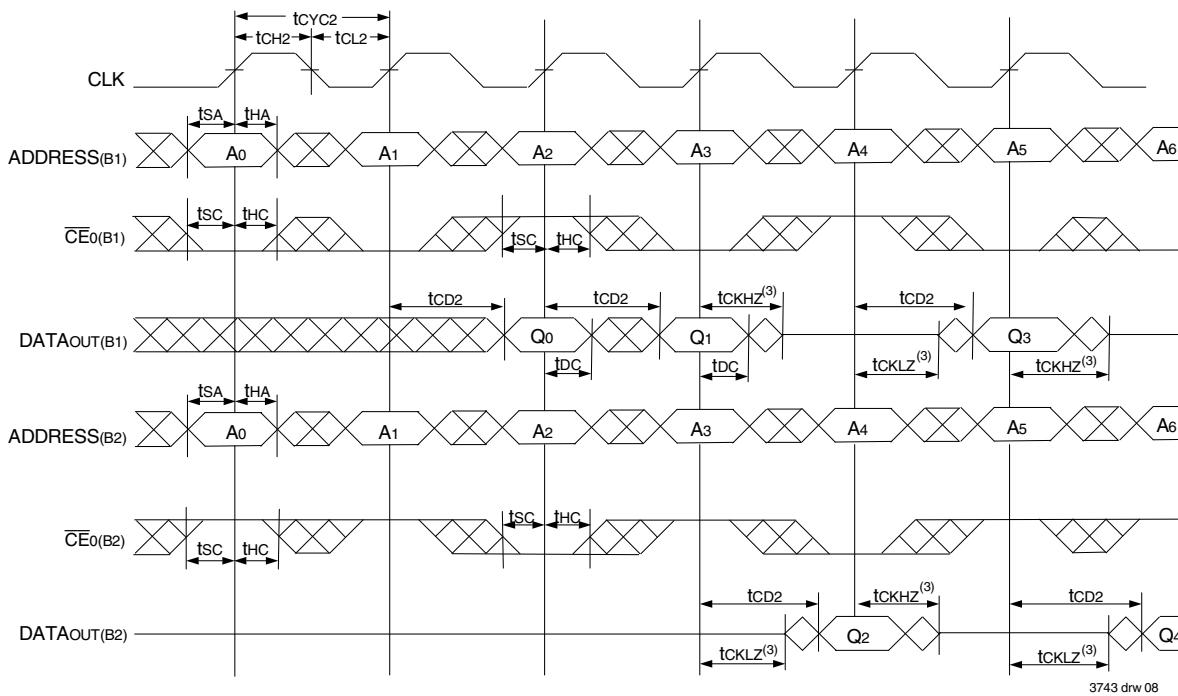 tCYC2
tCH2 tCL2
CLK
tSA tHA
ADDRESS(B1) A0 A1 A2 A3 A4 A5 A6
tSC tHC
CE0(B1)
tSC tHC
tCD2 tCD2 tCKHZ(3) tCD2
DATAOUT(B1) Q0 Q1 Q3
tDC tDC tCKLZ(3) tCKHZ(3)
tSA tHA
ADDRESS(B2) A0 A1 A2 A3 A4 A5 A6
tSC tHC
CE0(B2)
tSC tHC
tCD2 tCKHZ(3) tCD2
DATAOUT(B2) Q2 Q4
tCKLZ(3) tCKLZ(3)
3743 drw 08